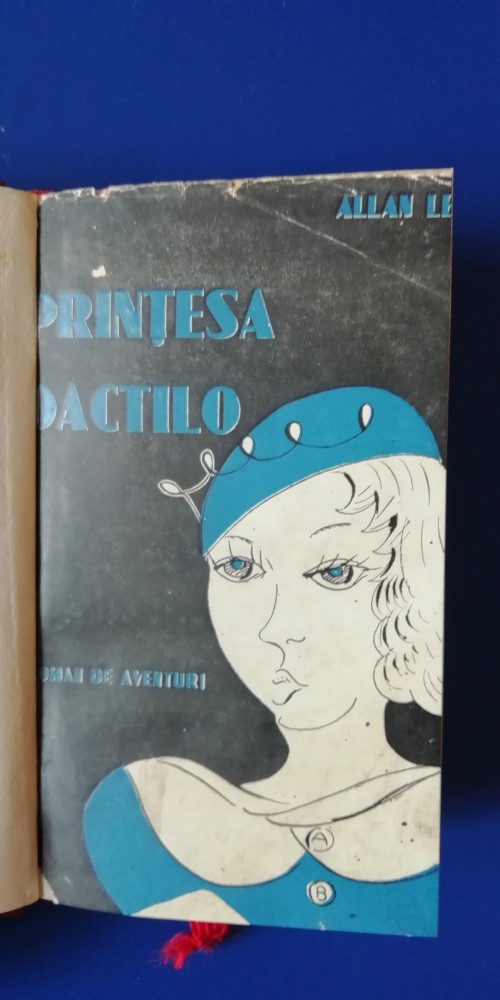 ALLAN LE
PRINȚESA
DACTILO
OMAN DE AVENTURI
A
B